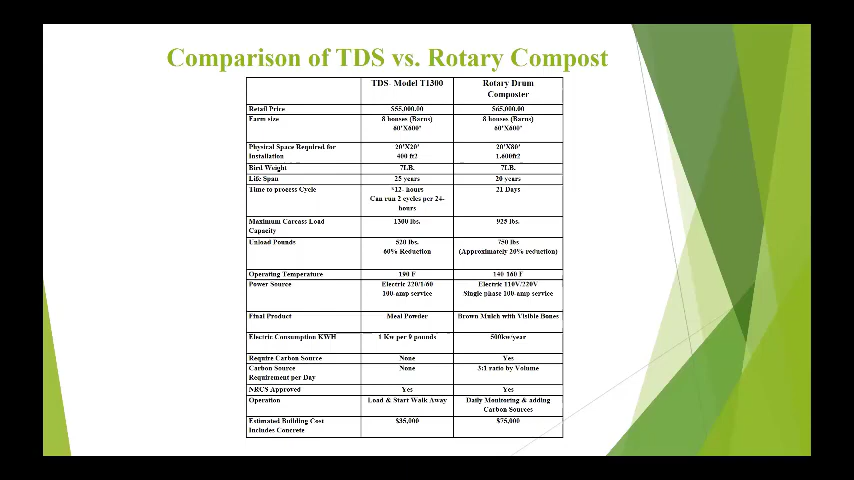 Comparison of TDS vs. Rotary Compost
TDS- Model T1300 Rotary Drum
Composter
Retail Price $55,000.00 $65,000.00
Farm size 8 houses (Barns) 8 houses (Barns)
60'X600' 60'X600'
Physical Space Required for 20'X20' 20'X80'
Installation 400 ft2 1.600ft2
Bird Weight 7LB. 7LB.
Life Span 25 years 20 years
Time to process Cycle *12- hours 21 Days
Can run 2 cycles per 24-
hours
Maximum Carcass Load 1300 lbs. 925 lbs.
Capacity
Unload Pounds 520 lbs. 750 lbs
60% Reduction (Approximately 20% reduction)
Operating Temperature 190 F 140-160 F
Power Source Electric 220/1/60 Electric 110V/220V
100-amp service Single phase 100-amp service
Final Product Meal Powder Brown Mulch with Visible Bones
Electric Consumption KWH 1 Kw per 9 pounds 500kw/year
Require Carbon Source None Yes
Carbon Source None 3:1 ratio by Volume
Requirement per Day
NRCS Approved Yes Yes
Operation Load & Start Walk Away Daily Monitoring & adding
Carbon Sources
Estimated Building Cost $35,000 $75,000
Includes Concrete